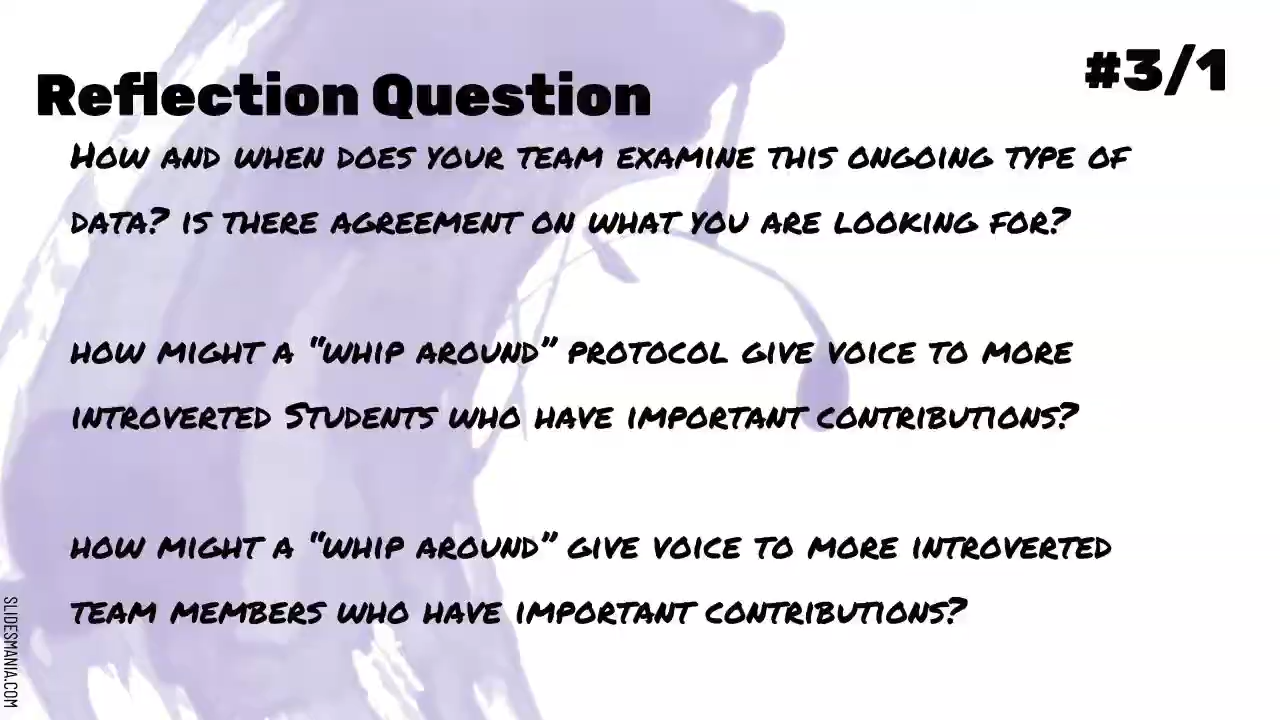 #3/1
Reflection Question
How and when does your team examine this ongoing type of
data? is there agreement on what you are looking for?
how might a “whip around” protocol give voice to more
introverted Students who have important contributions?
how might a “whip around” give voice to more introverted
team members who have important contributions?
SLIDESMANIA.COM